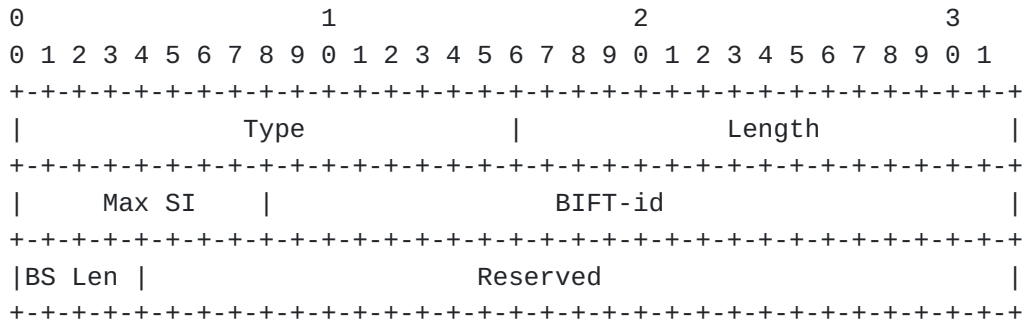 0                   1                   2                   3
0 1 2 3 4 5 6 7 8 9 0 1 2 3 4 5 6 7 8 9 0 1 2 3 4 5 6 7 8 9 0 1
+-+-+-+-+-+-+-+-+-+-+-+-+-+-+-+-+-+-+-+-+-+-+-+-+-+-+-+-+-+-+-+-+
|              Type             |             Length            |
+-+-+-+-+-+-+-+-+-+-+-+-+-+-+-+-+-+-+-+-+-+-+-+-+-+-+-+-+-+-+-+-+
|     Max SI    |                  BIFT-id                      |
+-+-+-+-+-+-+-+-+-+-+-+-+-+-+-+-+-+-+-+-+-+-+-+-+-+-+-+-+-+-+-+-+
|BS Len |                     Reserved                          |
+-+-+-+-+-+-+-+-+-+-+-+-+-+-+-+-+-+-+-+-+-+-+-+-+-+-+-+-+-+-+-+-+